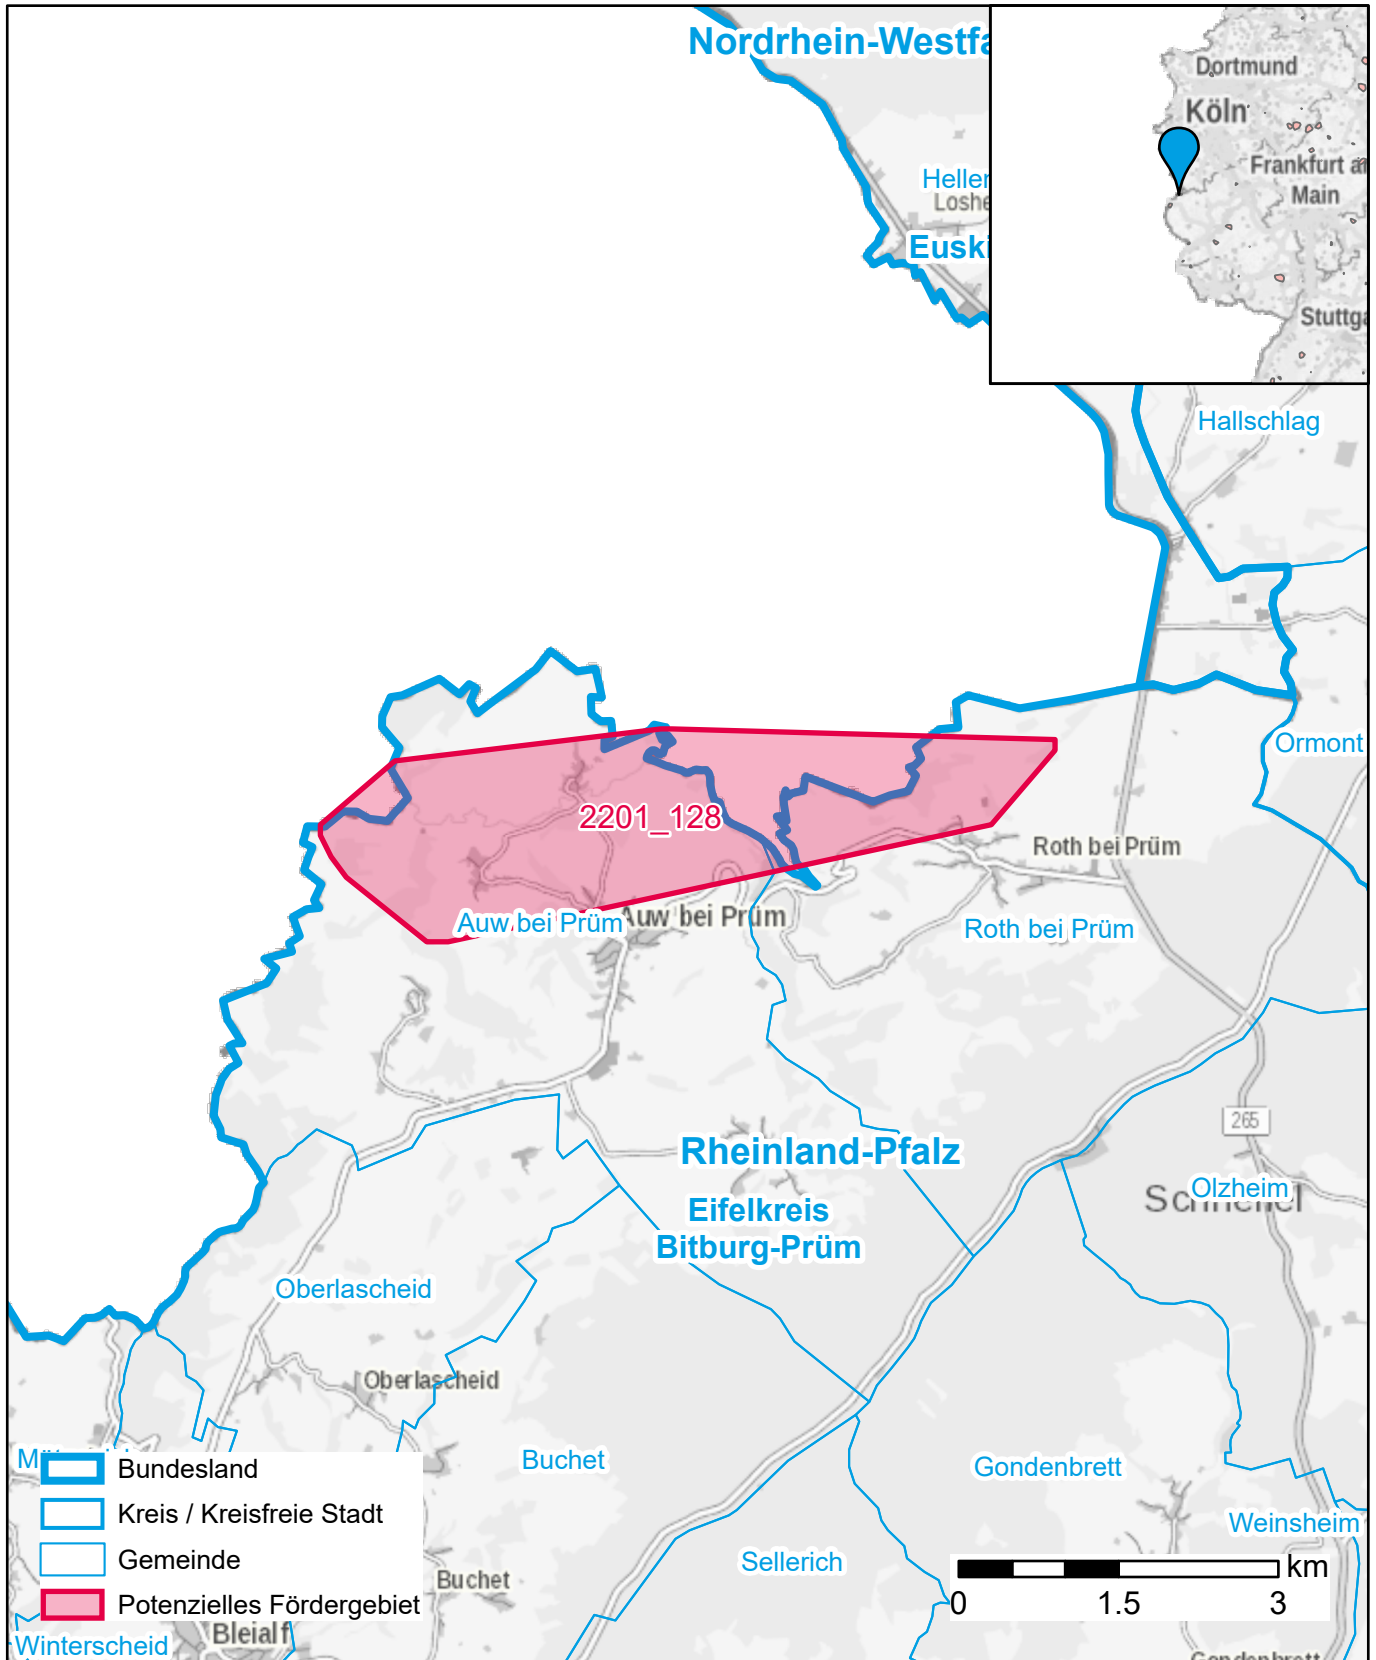 Nordrhein-Westfa
Dortmund
Köln
Frankfurt a
Main
Stuttga
Heller
Loshe
Euski
Hallschlag
Ormont
2201_128
Roth bei Prüm
Auw bei Prüm
Auw bei Prüm
Roth bei Prüm
265
Rheinland-Pfalz
Olzheim
Eifelkreis
Bitburg-Prüm
Oberlascheid
Oberlascheid
Buchet
Gondenbrett
Weinsheim
Sellerich
Buchet
Bleialf
Winterscheid
Bundesland
Kreis / Kreisfreie Stadt
Gemeinde
Potenzielles Fördergebiet
km
0 1.5 3